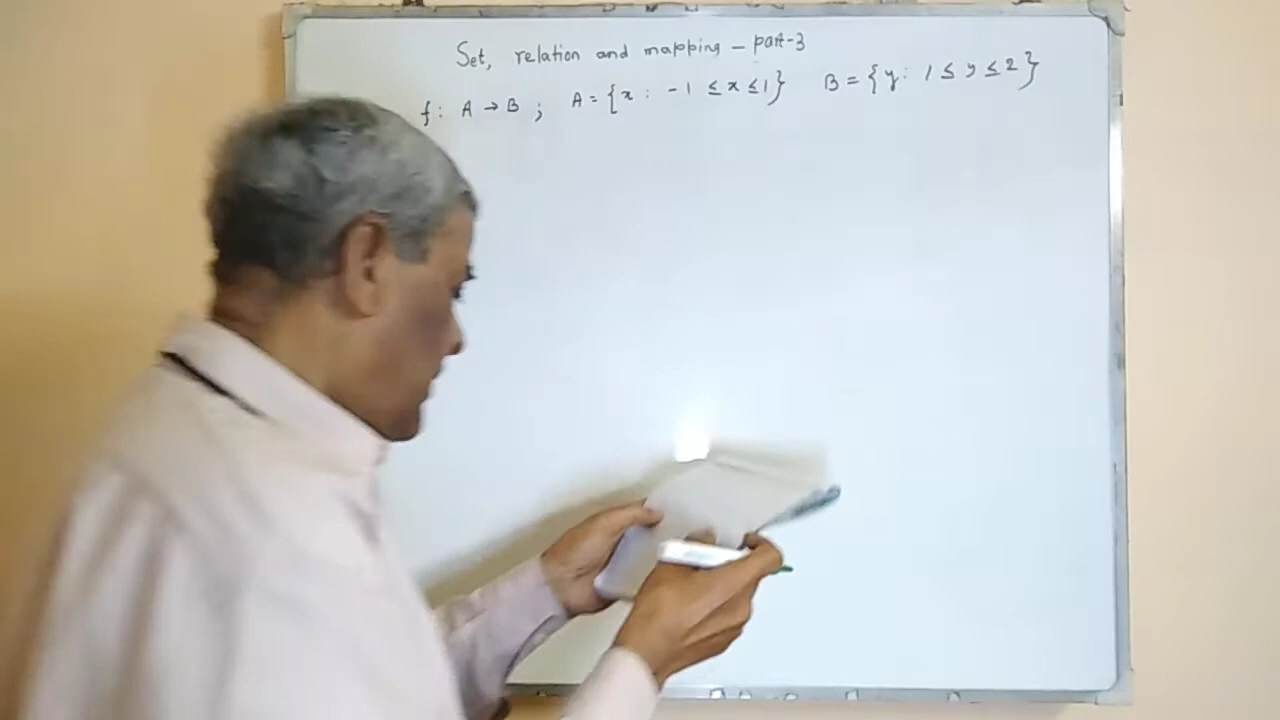 Set, relation and mapping – part-3
f: A → B ; A = {x : -1 ≤ x ≤ 1} B = {y : 1 ≤ y ≤ 2}